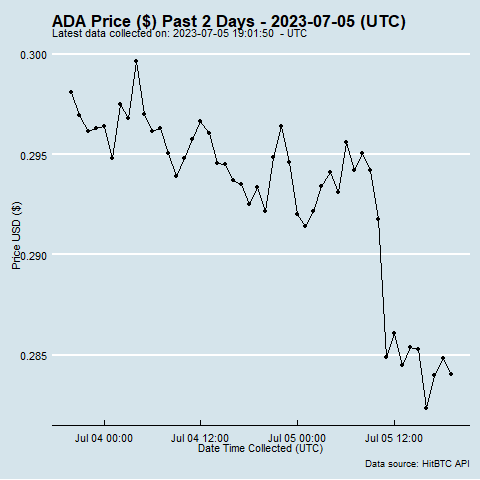 ADA Price ($) Past 2 Days - 2023-07-05 (UTC)
Latest data collected on: 2023-07-05 19:01:50 - UTC
0.300
0.295
0.290
0.285
Price USD ($)
Jul 04 00:00 Jul 04 12:00 Jul 05 00:00 Jul 05 12:00
Date Time Collected (UTC)
Data source: HitBTC API